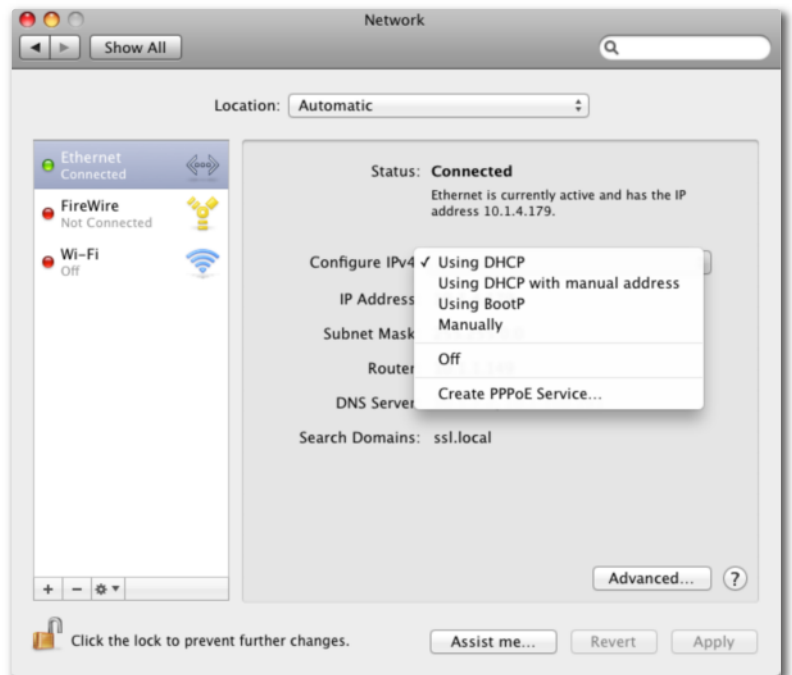 Network
Show All
Location: Automatic
Ethernet
Connected
FireWire
Not Connected
Wi-Fi
Off
Status: Connected
Ethernet is currently active and has the IP
address 10.1.4.179.
Configure IPv4 ✓ Using DHCP
Using DHCP with manual address
IP Address
Using BootP
Subnet Mask
Manually
Router
Off
DNS Server
Create PPPoE Service...
Search Domains: ssl.local
Advanced... ?
Click the lock to prevent further changes.
Assist me... Revert Apply